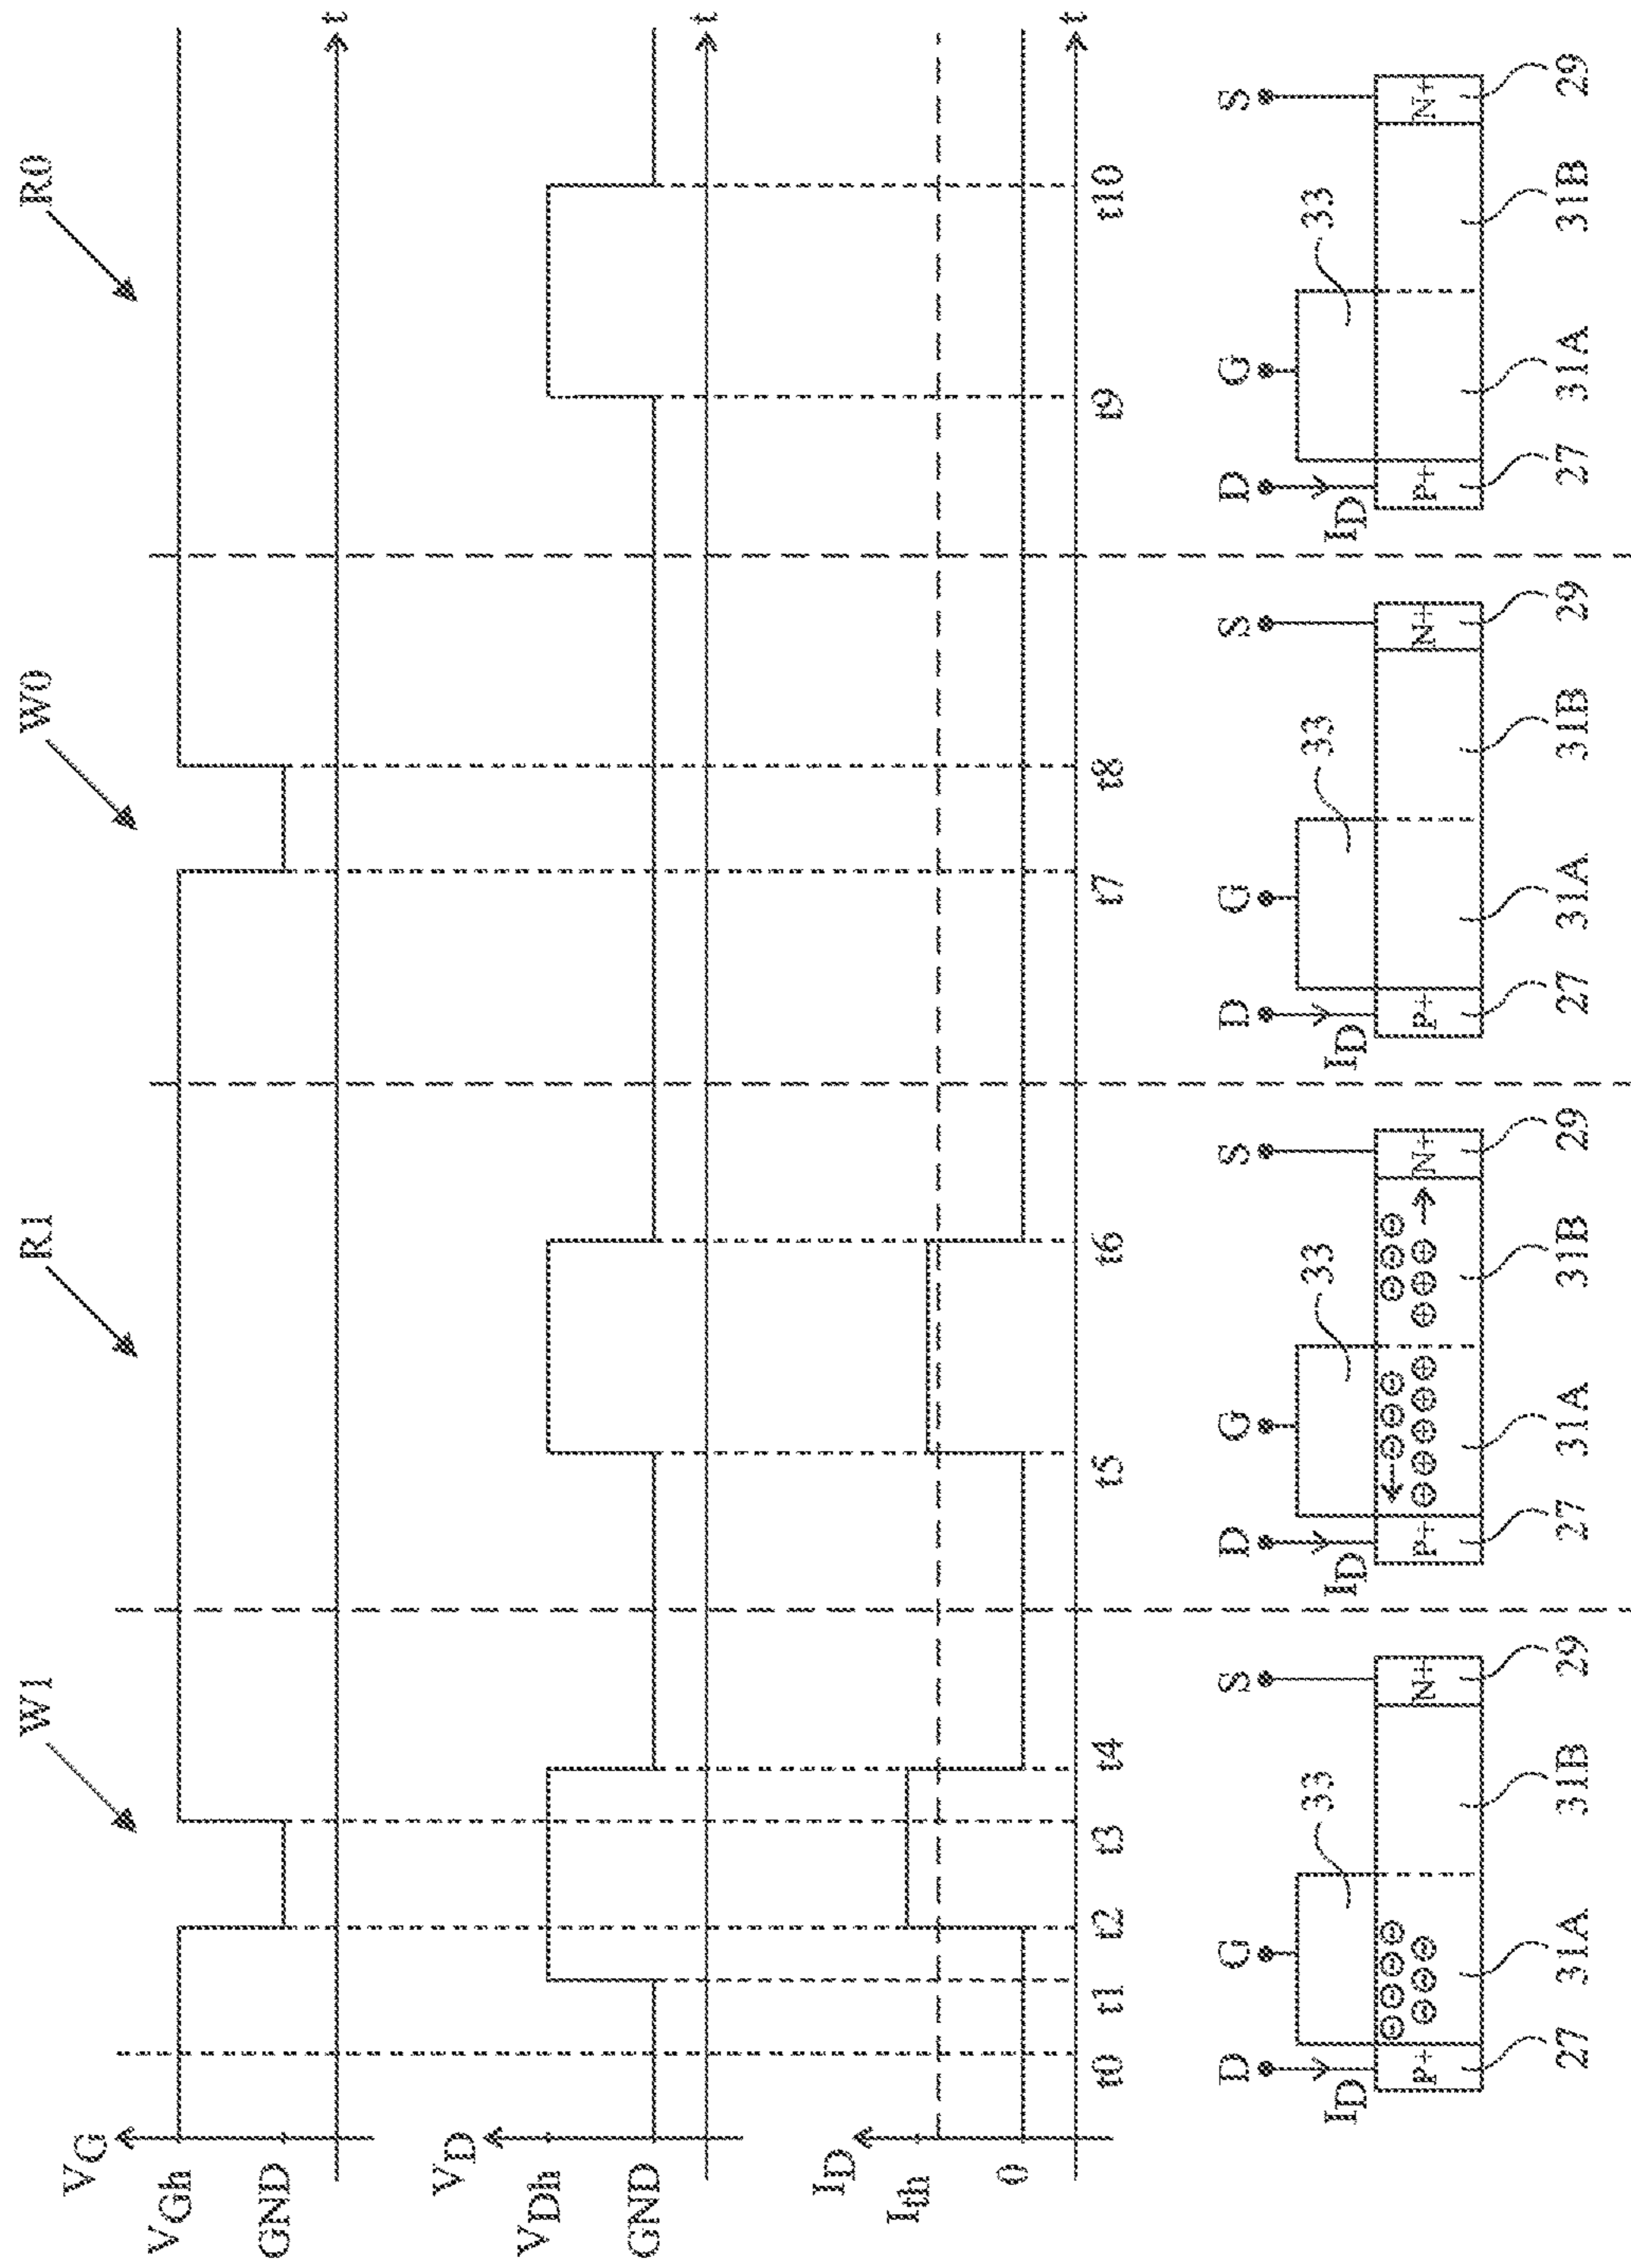 W1 R1 W0 R0
VG
VGh
GND
t
VD
VDh
GND
t
ID
Ith
0
t
t0 t1 t2 t3 t4 t5 t6 t7 t8 t9 t10
D G S D G S D G S D G S
ID 33 ID 33 ID 33 ID 33
P+ N+ P+ N+ P+ N+ P+ N+
27 31A 31B 29 27 31A 31B 29 27 31A 31B 29 27 31A 31B 29